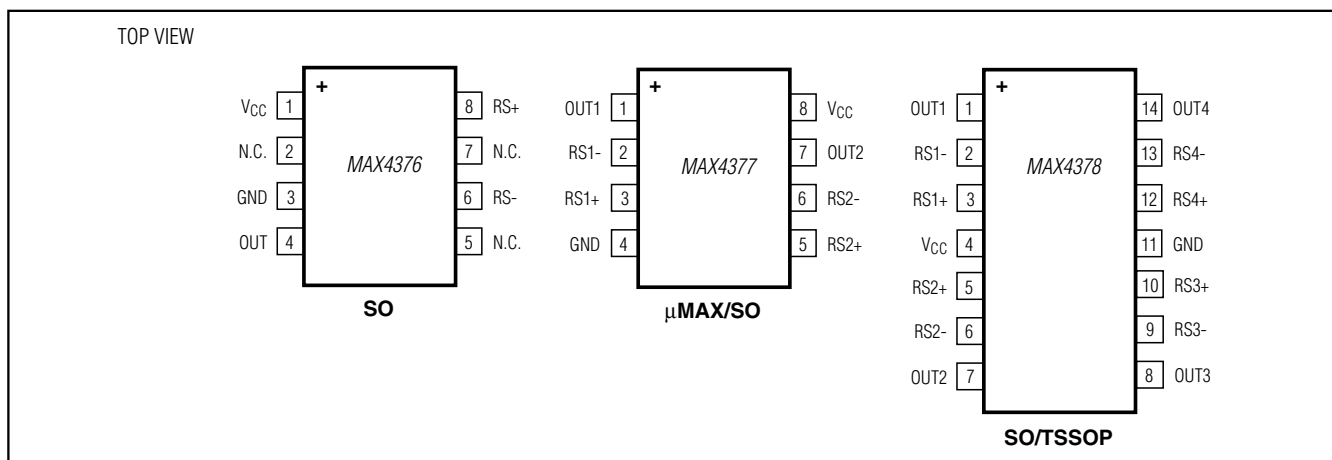 TOP VIEW
+
VCC 1
N.C. 2
GND 3
OUT 4
MAX4376
8 RS+
7 N.C.
6 RS-
5 N.C.
SO
+
OUT1 1
RS1- 2
RS1+ 3
GND 4
MAX4377
8 VCC
7 OUT2
6 RS2-
5 RS2+
μMAX/SO
+
OUT1 1
RS1- 2
RS1+ 3
VCC 4
RS2+ 5
RS2- 6
OUT2 7
MAX4378
14 OUT4
13 RS4-
12 RS4+
11 GND
10 RS3+
9 RS3-
8 OUT3
SO/TSSOP